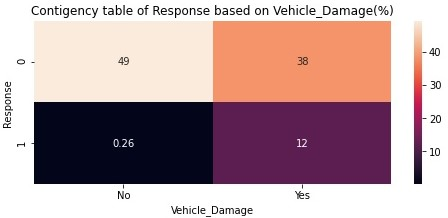 Contigency table of Response based on Vehicle_Damage(%)
0 49 38 40
30
20
1 0.26 12 10
Response
No Yes
Vehicle_Damage